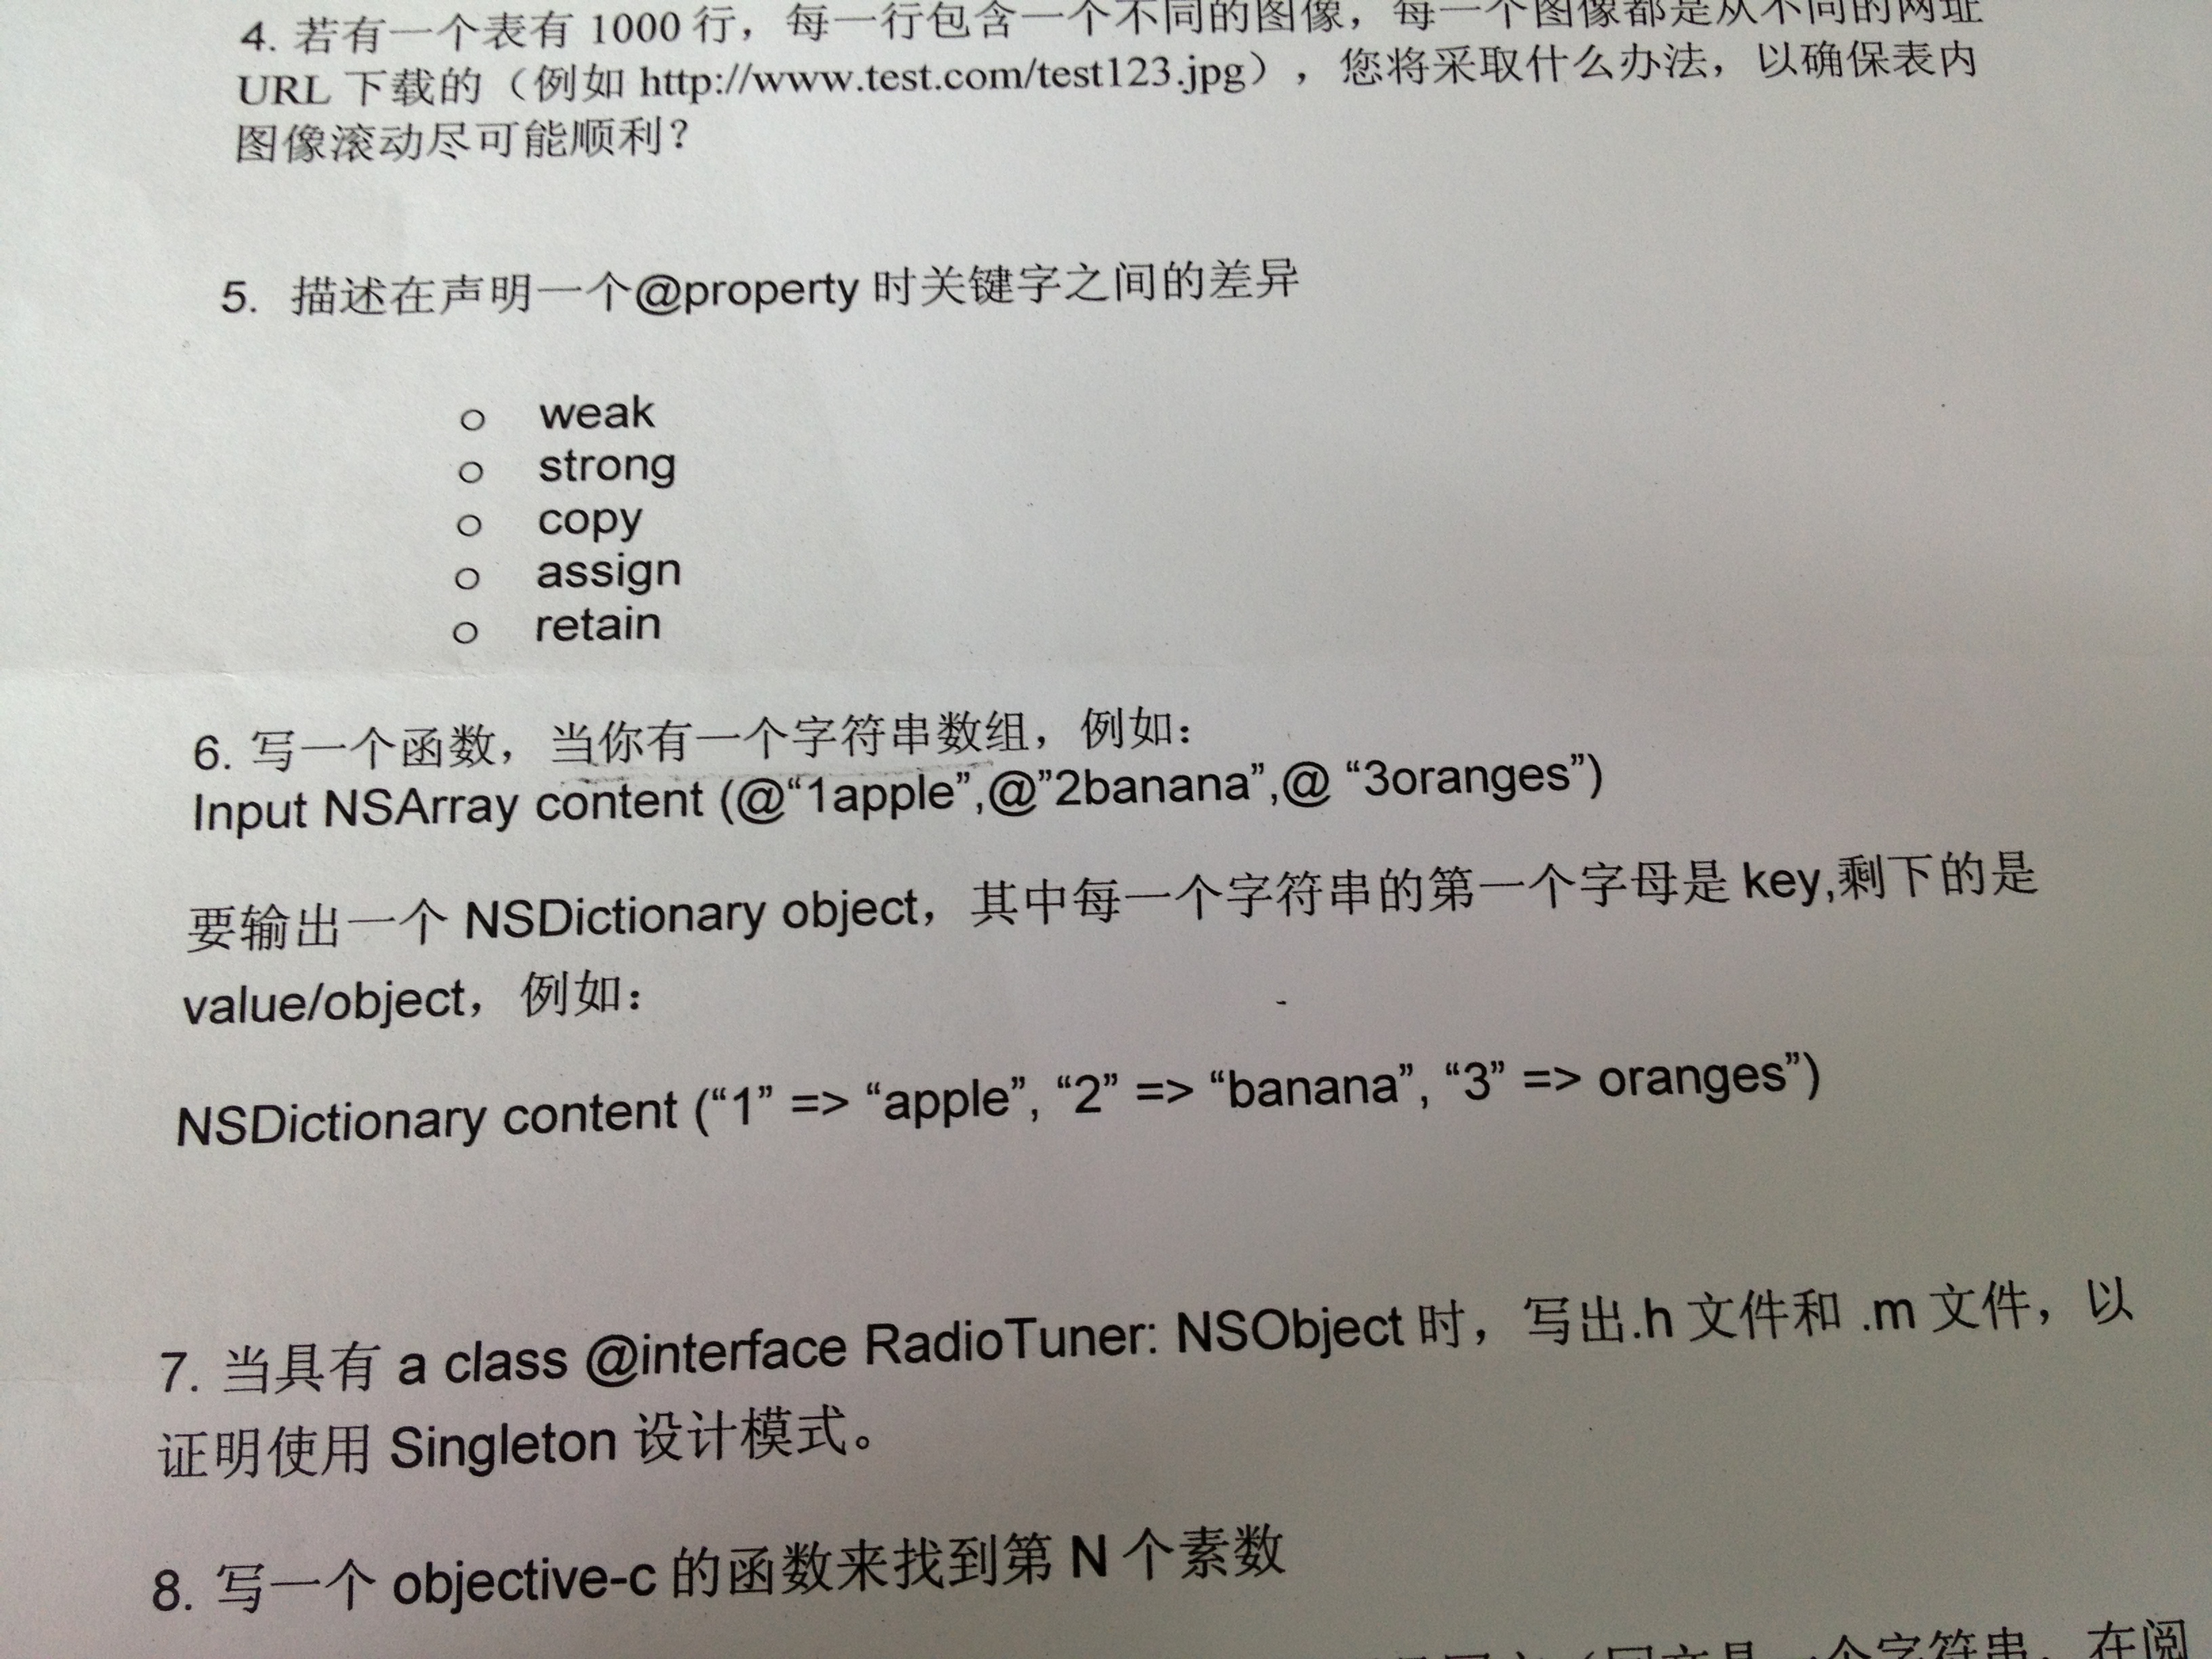 4. 若有一个表有 1000 行，每一行包含一个不同的图像，每一个图像都是从不同的网址
URL 下载的（例如 http://www.test.com/test123.jpg），您将采取什么办法，以确保表内
图像滚动尽可能顺利？
5. 描述在声明一个@property 时关键字之间的差异
o weak
o strong
o copy
o assign
o retain
6. 写一个函数，当你有一个字符串数组，例如：
Input NSArray content (@“1apple”,@”2banana”,@ “3oranges”)
要输出一个 NSDictionary object，其中每一个字符串的第一个字母是 key,剩下的是
value/object，例如：
NSDictionary content (“1” => “apple”, “2” => “banana”, “3” => oranges”)
7. 当具有 a class @interface RadioTuner: NSObject 时，写出.h 文件和 .m 文件，以
证明使用 Singleton 设计模式。
8. 写一个 objective-c 的函数来找到第 N 个素数
一个字符串，在阅